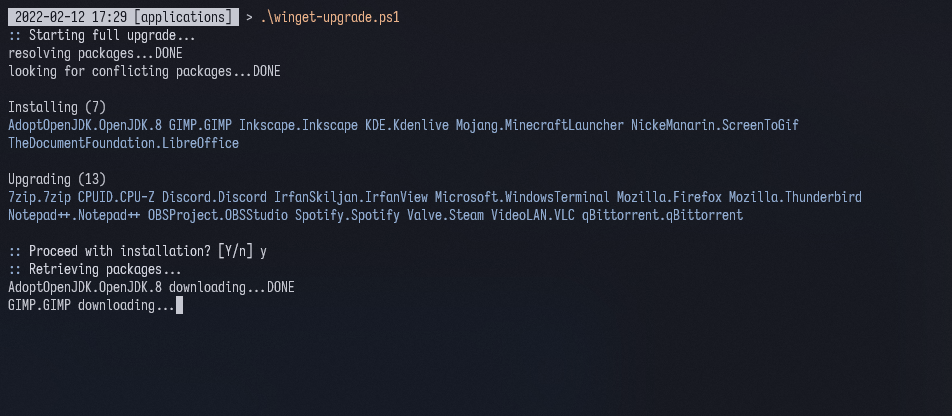 2022-02-12 17:29 [applications] > .\winget-upgrade.ps1
:: Starting full upgrade...
resolving packages...DONE
looking for conflicting packages...DONE
Installing (7)
AdoptOpenJDK.OpenJDK.8 GIMP.GIMP Inkscape.Inkscape KDE.Kdenlive Mojang.MinecraftLauncher NickeManarin.ScreenToGif
TheDocumentFoundation.LibreOffice
Upgrading (13)
7zip.7zip CPUID.CPU-Z Discord.Discord IrfanSkiljan.IrfanView Microsoft.WindowsTerminal Mozilla.Firefox Mozilla.Thunderbird
Notepad++.Notepad++ OBSProject.OBSStudio Spotify.Spotify Valve.Steam VideoLAN.VLC qBittorrent.qBittorrent
:: Proceed with installation? [Y/n] y
:: Retrieving packages...
AdoptOpenJDK.OpenJDK.8 downloading...DONE
GIMP.GIMP downloading...